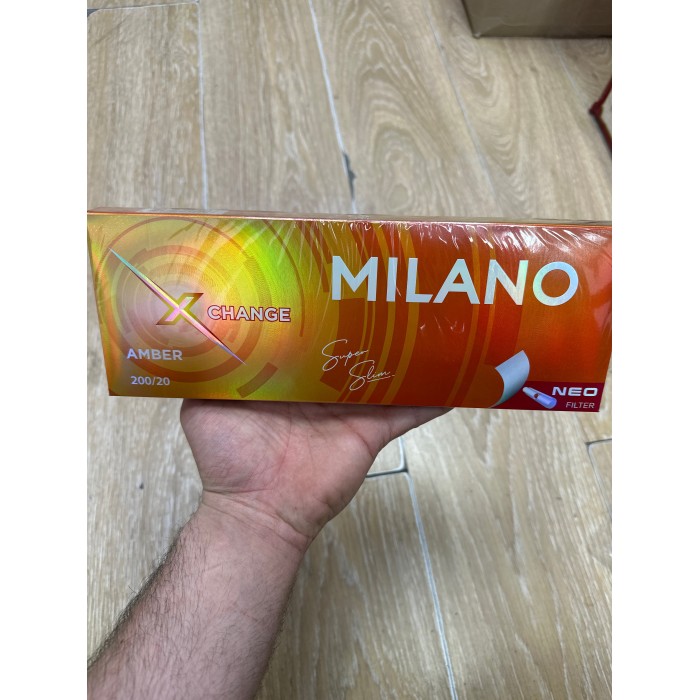 MILANO
X CHANGE
AMBER
200/20
Super
Slim.
NEO
FILTER